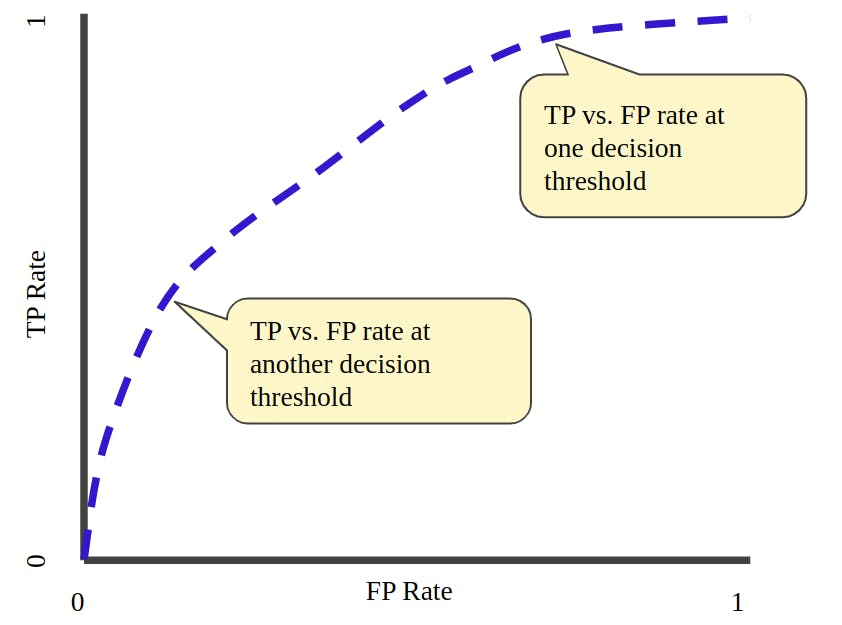 1
TP vs. FP rate at
one decision
threshold
TP Rate
TP vs. FP rate at
another decision
threshold
0
FP Rate
0
1